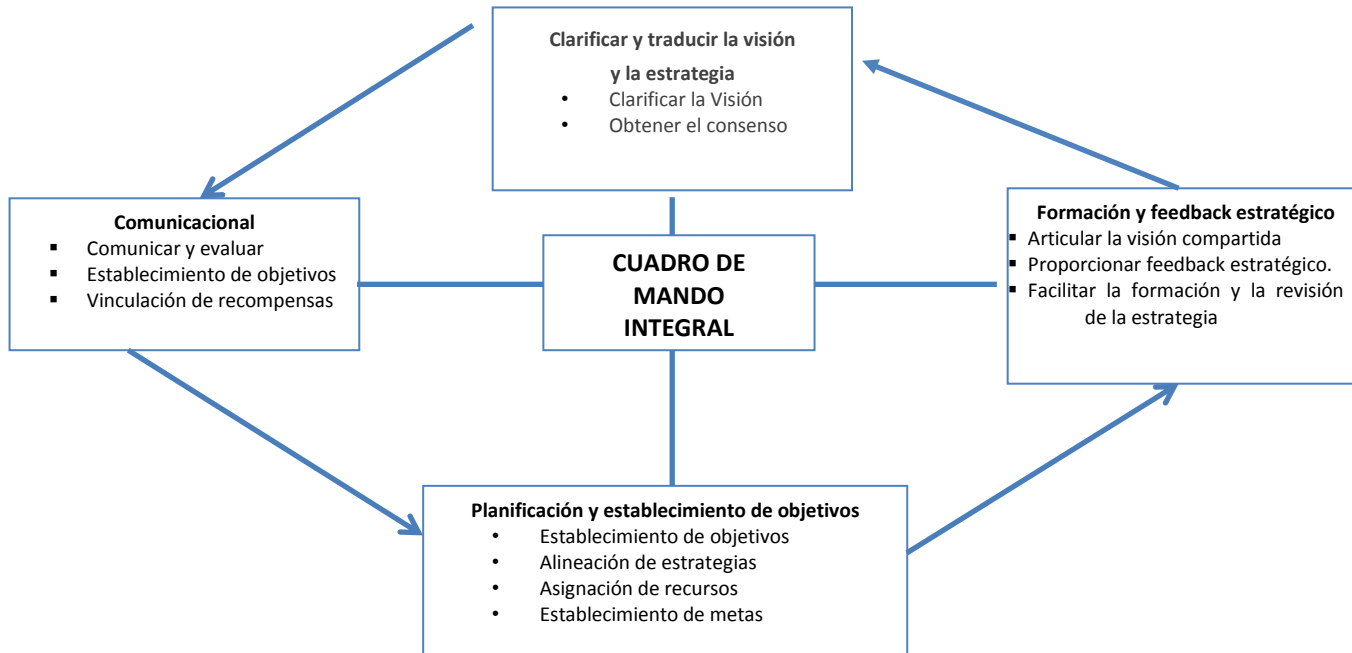 Clarificar y traducir la visión
y la estrategia
• Clarificar la Visión
• Obtener el consenso
Comunicacional
▪ Comunicar y evaluar
▪ Establecimiento de objetivos
▪ Vinculación de recompensas
CUADRO DE
MANDO
INTEGRAL
Formación y feedback estratégico
▪ Articular la visión compartida
▪ Proporcionar feedback estratégico.
▪ Facilitar la formación y la revisión
de la estrategia
Planificación y establecimiento de objetivos
• Establecimiento de objetivos
• Alineación de estrategias
• Asignación de recursos
• Establecimiento de metas